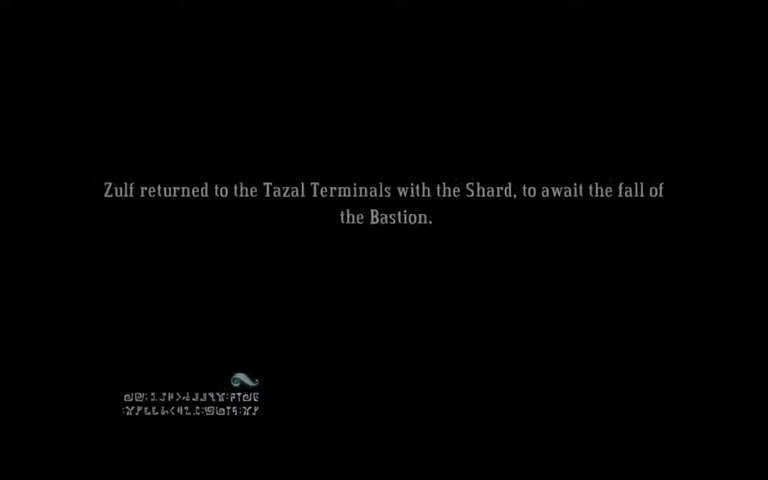 Zulf returned to the Tazal Terminals with the Shard, to await the fall of
the Bastion.